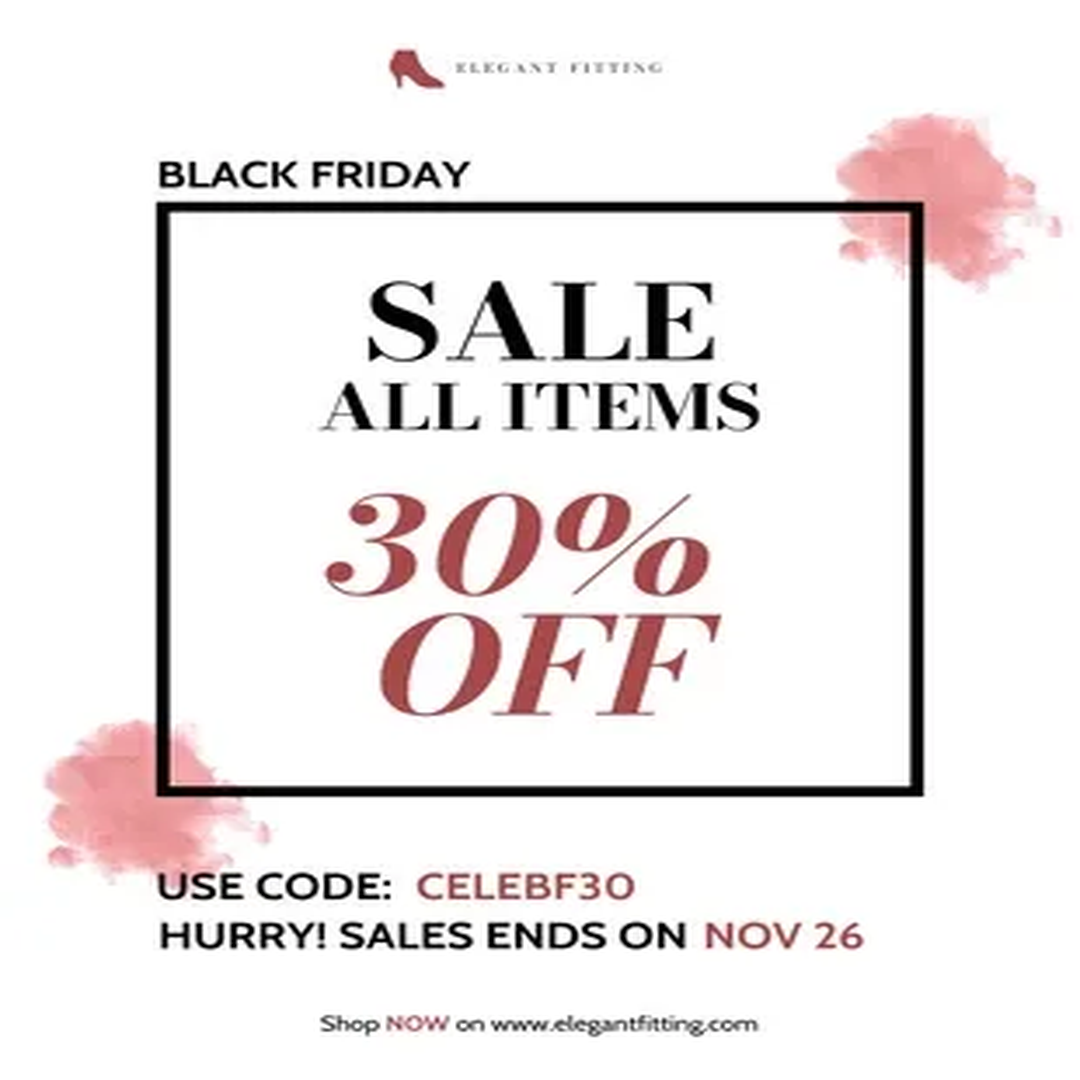 ELEGANT FITTING
BLACK FRIDAY
SALE
ALL ITEMS
30%
OFF
USE CODE: CELEBF30
HURRY! SALES ENDS ON NOV 26
Shop NOW on www.elegantfitting.com